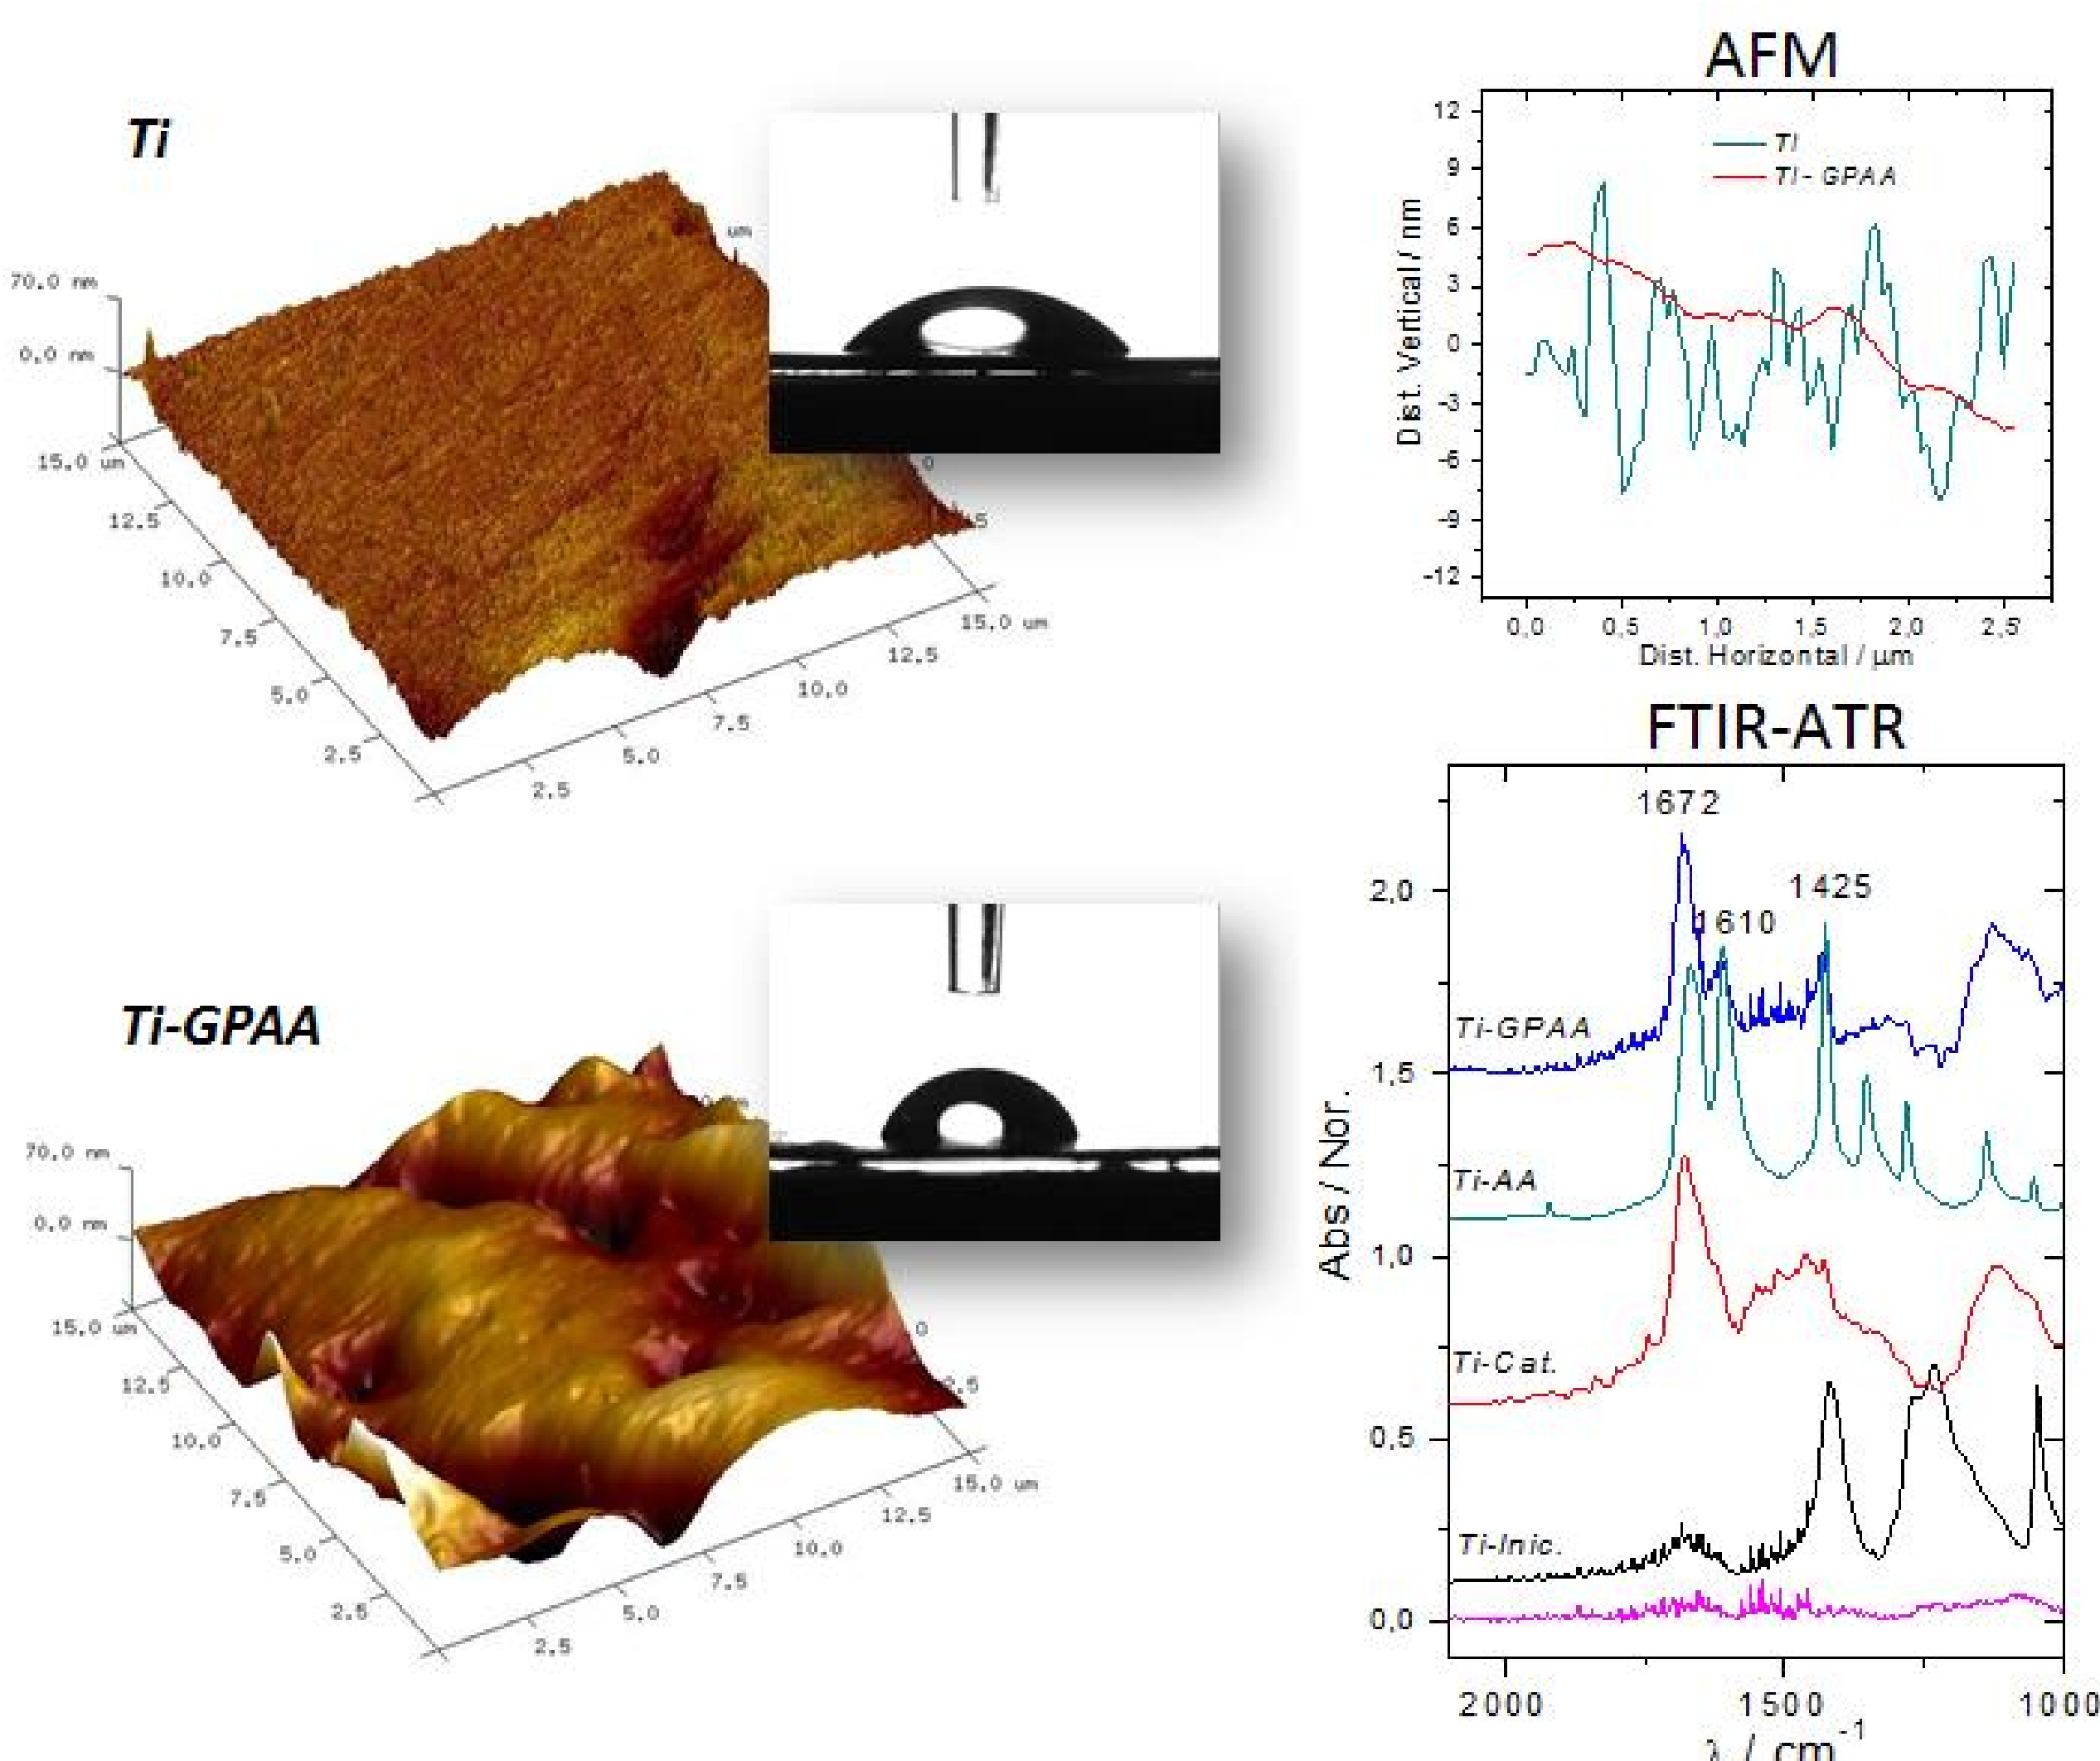 Ti
um
70.0 nm
0.0 nm
15.0 um
12.5
10.0
7.5
5.0
2.5
2.5
5.0
7.5
10.0
12.5
15.0 um
AFM
12
9
6
3
0
-3
-6
-9
-12
Dist. Vertical / nm
Ti
Ti - GPAA
0,0 0,5 1,0 1,5 2,0 2,5
Dist. Horizontal / µm
Ti-GPAA
70.0 nm
0.0 nm
15.0 um
12.5
10.0
7.5
5.0
2.5
2.5
5.0
7.5
10.0
12.5
15.0 um
FTIR-ATR
1672
1425
1610
2,0
1,5
1,0
0,5
0,0
Abs / Nor.
Ti-GPAA
Ti-AA
Ti-Cat.
Ti-Inic.
2000 1500 1000
λ / cm⁻¹